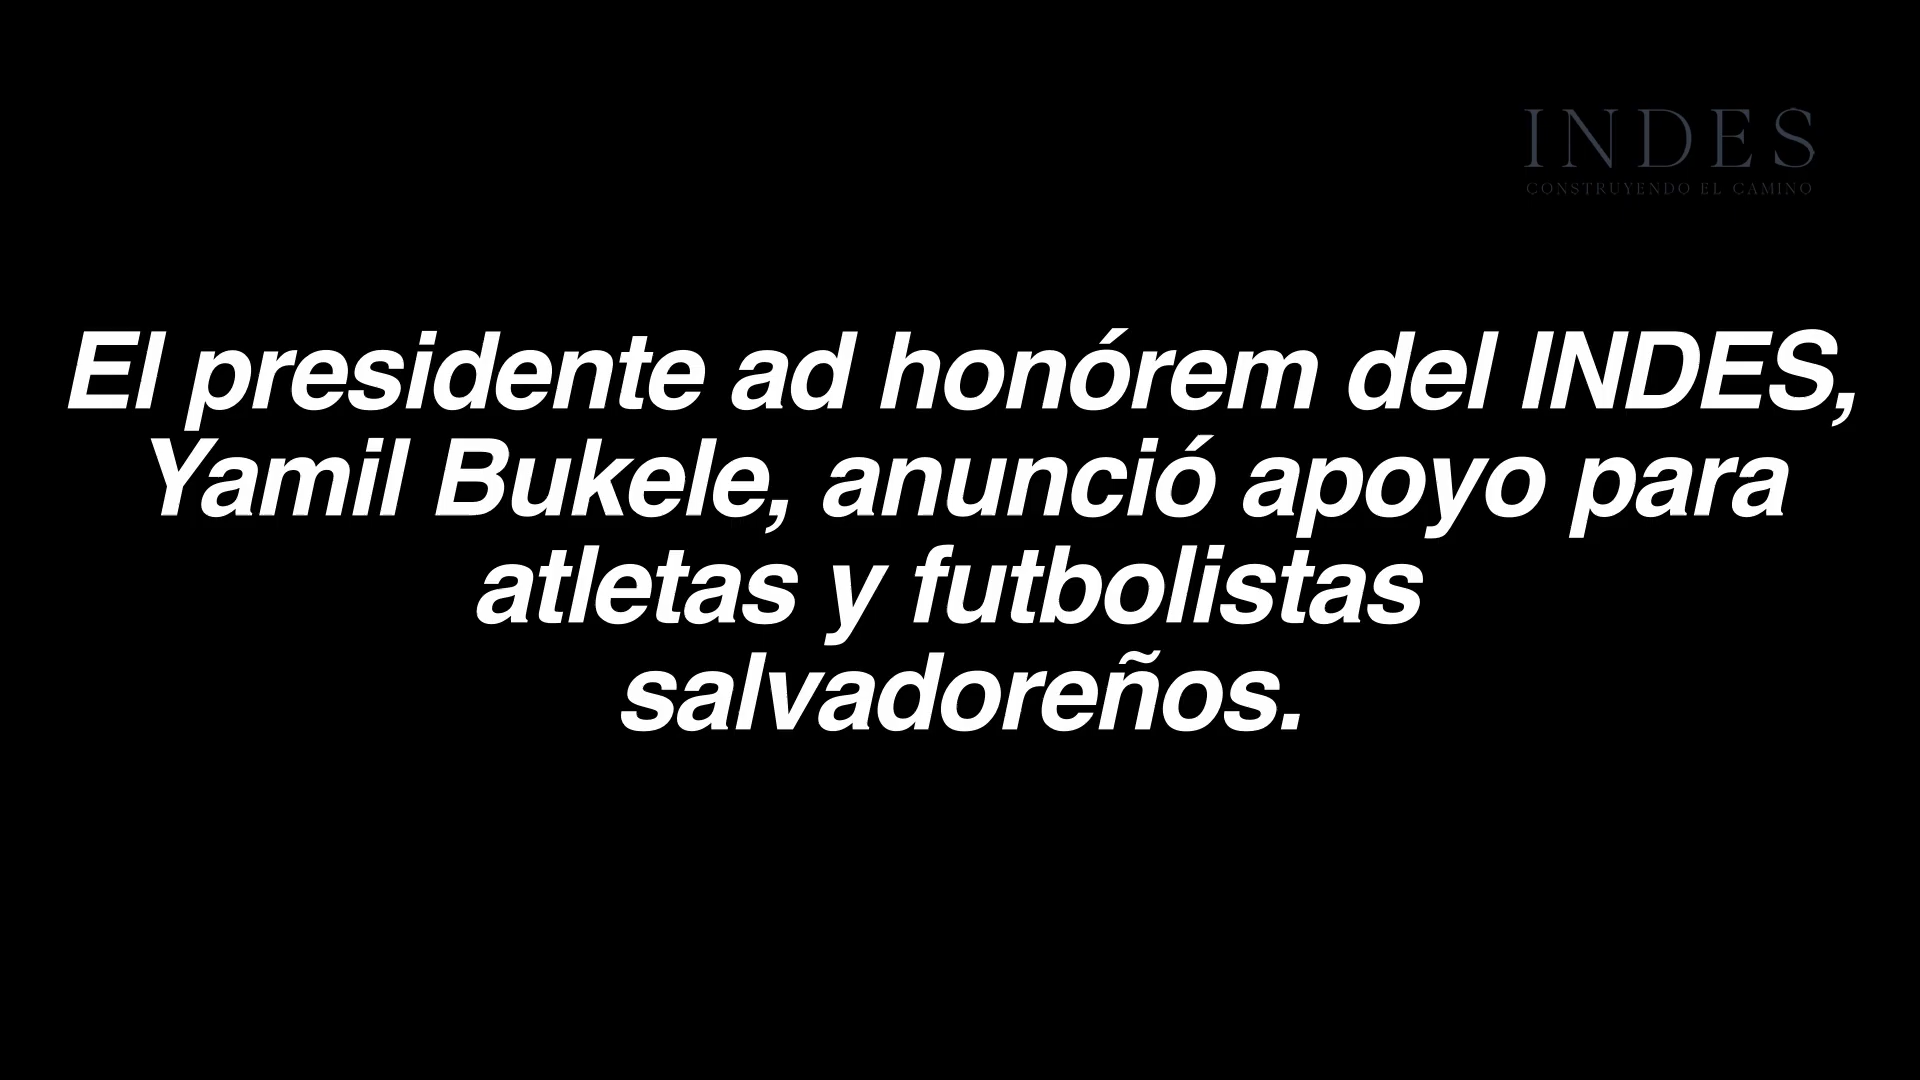 INDES
CONSTRUYENDO EL CAMINO
El presidente ad honórem del INDES,
Yamil Bukele, anunció apoyo para
atletas y futbolistas
salvadoreños.